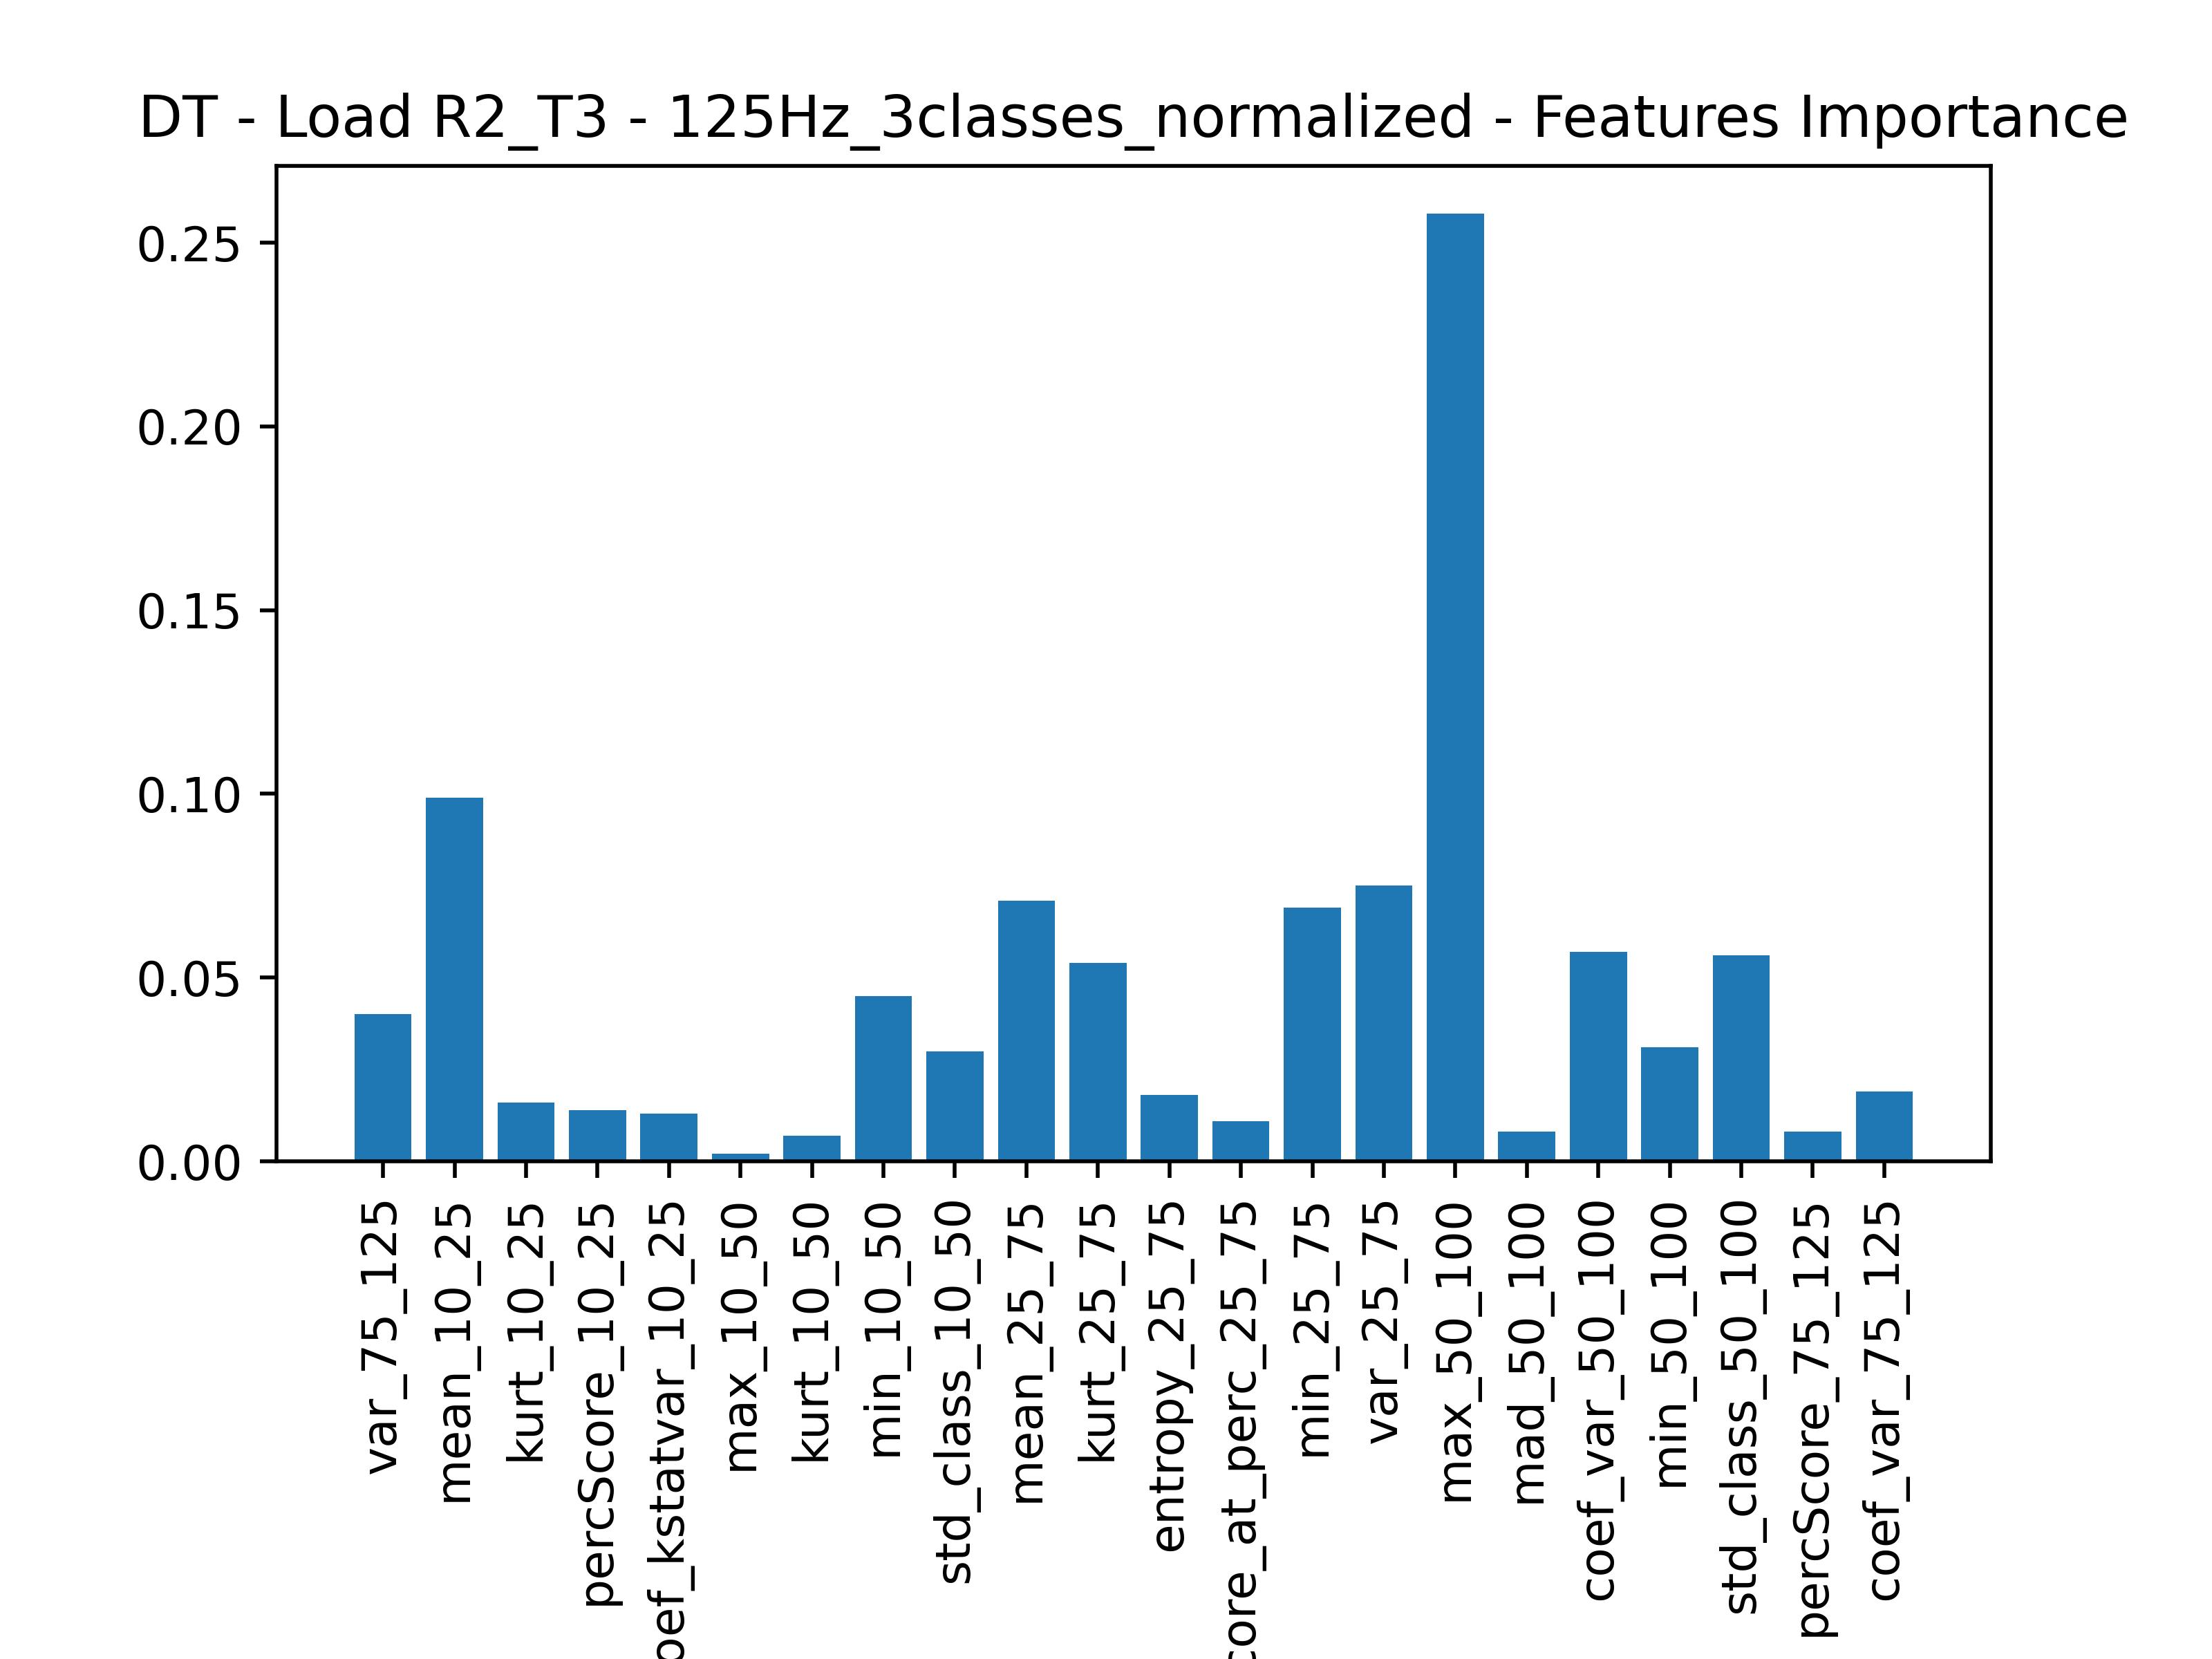 DT - Load R2_T3 - 125Hz_3classes_normalized - Features Importance
0.25
0.20
0.15
0.10
0.05
0.00
var_75_125
mean_10_25
kurt_10_25
percScore_10_25
oef_kstatvar_10_25
max_10_50
kurt_10_50
min_10_50
std_class_10_50
mean_25_75
kurt_25_75
entropy_25_75
core_at_perc_25_75
min_25_75
var_25_75
max_50_100
mad_50_100
coef_var_50_100
min_50_100
std_class_50_100
percScore_75_125
coef_var_75_125